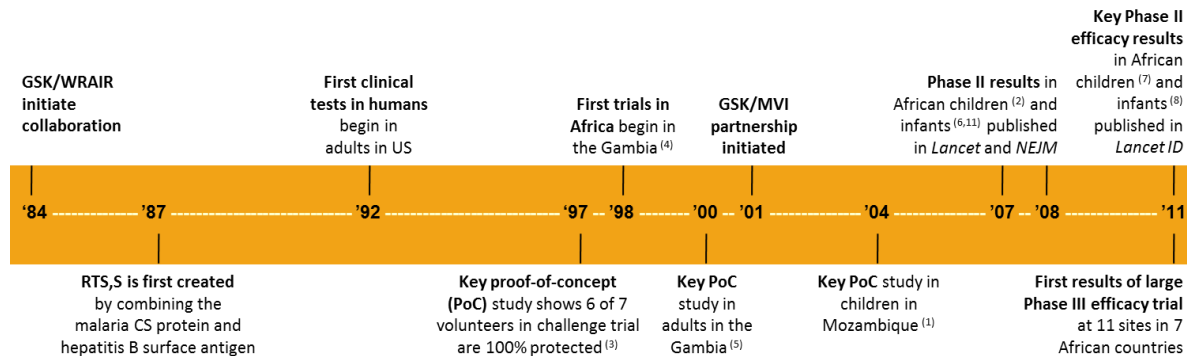 GSK/WRAIR
initiate
collaboration
First clinical
tests in humans
begin in
adults in US
First trials in
Africa begin in
the Gambia (4)
GSK/MVI
partnership
initiated
Phase II results in
African children (2) and
infants (6,11) published
in Lancet and NEJM
Key Phase II
efficacy results
in African
children (7) and
infants (8)
published in
Lancet ID
‘84 ’87 ’92 ‘97 ’98 ’00 ’01 ’04 ’07 ’08 ’11
RTS,S is first created
by combining the
malaria CS protein and
hepatitis B surface antigen
Key proof-of-concept
(PoC) study shows 6 of 7
volunteers in challenge trial
are 100% protected (3)
Key PoC
study in
adults in the
Gambia (5)
Key PoC study in
children in
Mozambique (1)
First results of large
Phase III efficacy trial
at 11 sites in 7
African countries